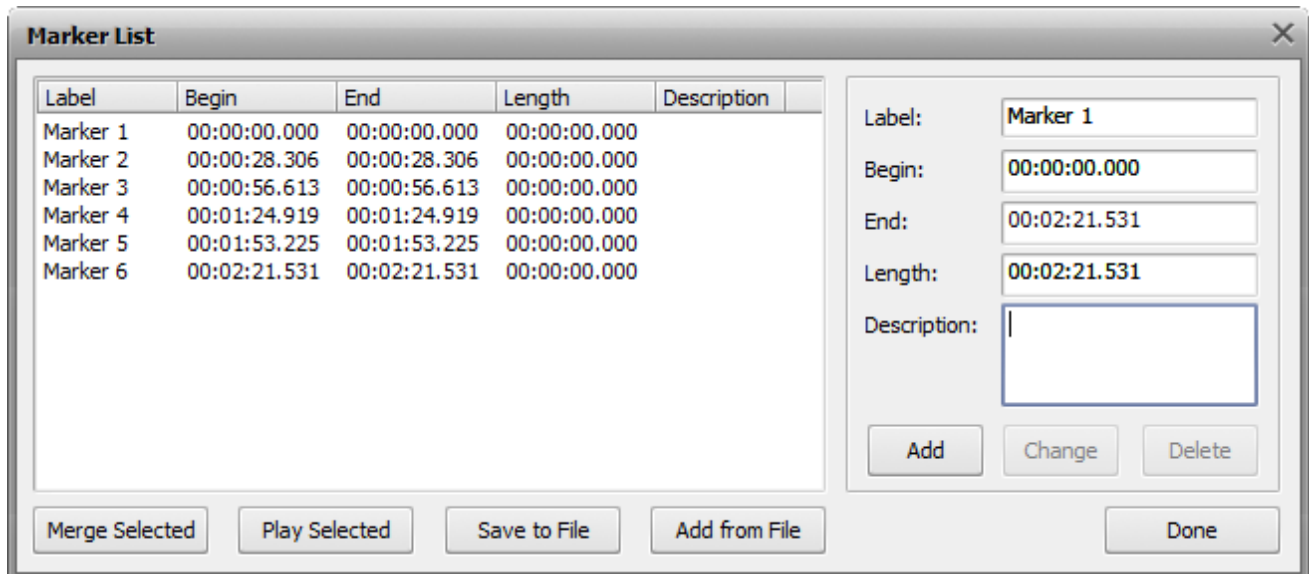 Marker List
Label Begin End Length Description
Marker 1 00:00:00.000 00:00:00.000 00:00:00.000
Marker 2 00:00:28.306 00:00:28.306 00:00:00.000
Marker 3 00:00:56.613 00:00:56.613 00:00:00.000
Marker 4 00:01:24.919 00:01:24.919 00:00:00.000
Marker 5 00:01:53.225 00:01:53.225 00:00:00.000
Marker 6 00:02:21.531 00:02:21.531 00:00:00.000
Label: Marker 1
Begin: 00:00:00.000
End: 00:02:21.531
Length: 00:02:21.531
Description:
Add Change Delete
Merge Selected Play Selected Save to File Add from File Done